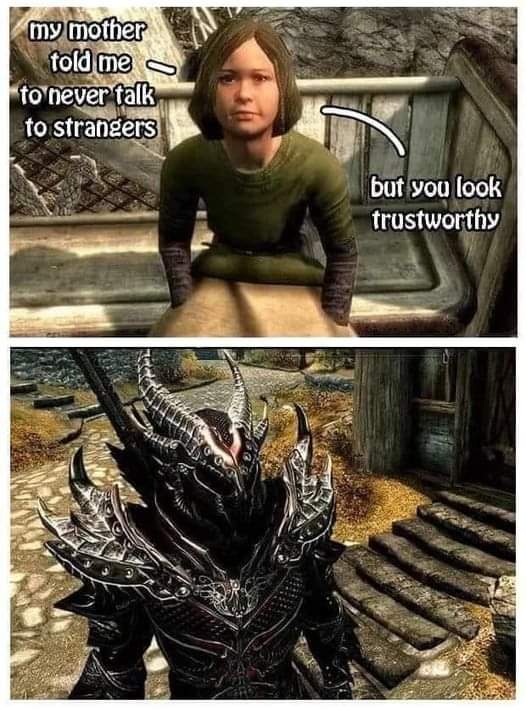 my mother
told me
to never talk
to strangers
but you look
trustworthy